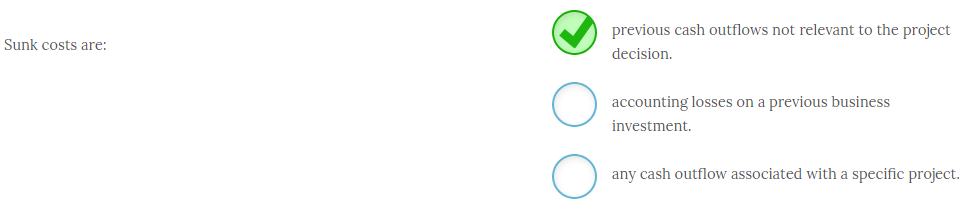 Sunk costs are:
previous cash outflows not relevant to the project
decision.
accounting losses on a previous business
investment.
any cash outflow associated with a specific project.